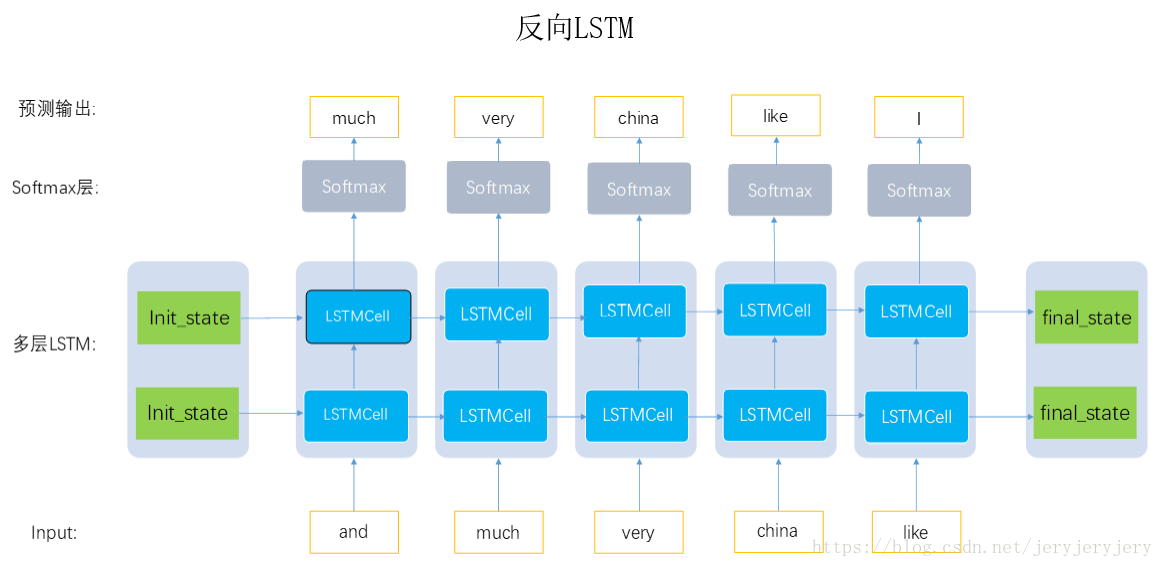 反向LSTM
预测输出:
much
very
china
like
I
Softmax层:
Softmax
Softmax
Softmax
Softmax
Softmax
多层LSTM:
Init_state
LSTMCell
LSTMCell
LSTMCell
LSTMCell
LSTMCell
final_state
Init_state
LSTMCell
LSTMCell
LSTMCell
LSTMCell
LSTMCell
final_state
Input:
and
much
very
china
like
https://blog.csdn.net/jeryjeryjery